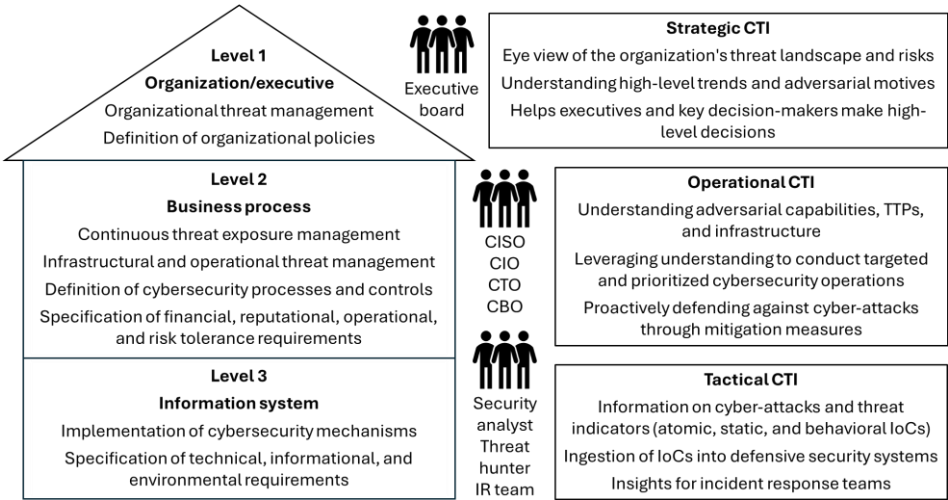 Level 1
Organization/executive
Organizational threat management
Definition of organizational policies
Executive
board
Strategic CTI
Eye view of the organization's threat landscape and risks
Understanding high-level trends and adversarial motives
Helps executives and key decision-makers make high-
level decisions
Level 2
Business process
Continuous threat exposure management
Infrastructural and operational threat management
Definition of cybersecurity processes and controls
Specification of financial, reputational, operational,
and risk tolerance requirements
CISO
CIO
CTO
CBO
Operational CTI
Understanding adversarial capabilities, TTPs,
and infrastructure
Leveraging understanding to conduct targeted
and prioritized cybersecurity operations
Proactively defending against cyber-attacks
through mitigation measures
Level 3
Information system
Implementation of cybersecurity mechanisms
Specification of technical, informational, and
environmental requirements
Security
analyst
Threat
hunter
IR team
Tactical CTI
Information on cyber-attacks and threat
indicators (atomic, static, and behavioral IoCs)
Ingestion of IoCs into defensive security systems
Insights for incident response teams